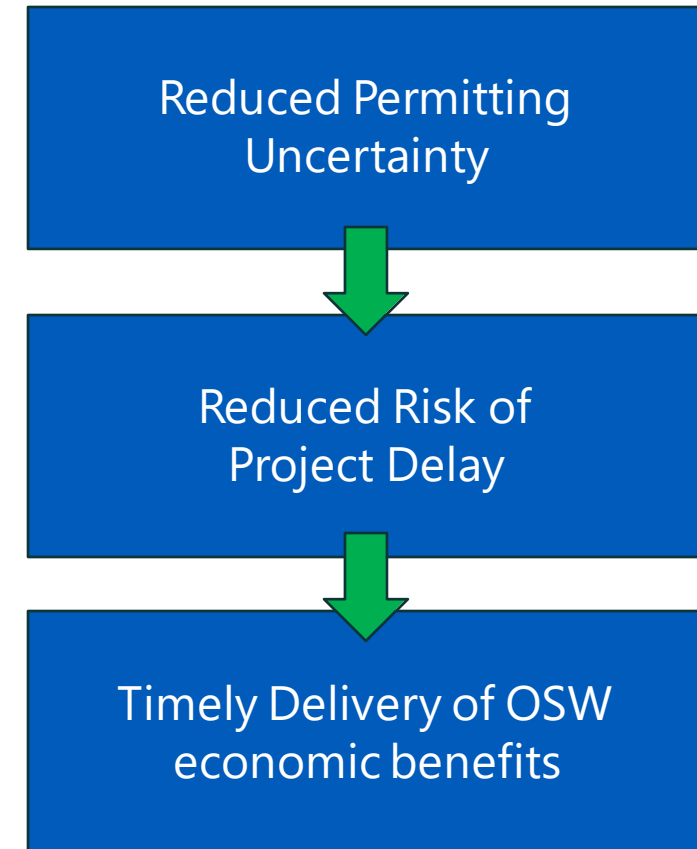 Reduced Permitting
Uncertainty
Reduced Risk of
Project Delay
Timely Delivery of OSW
economic benefits